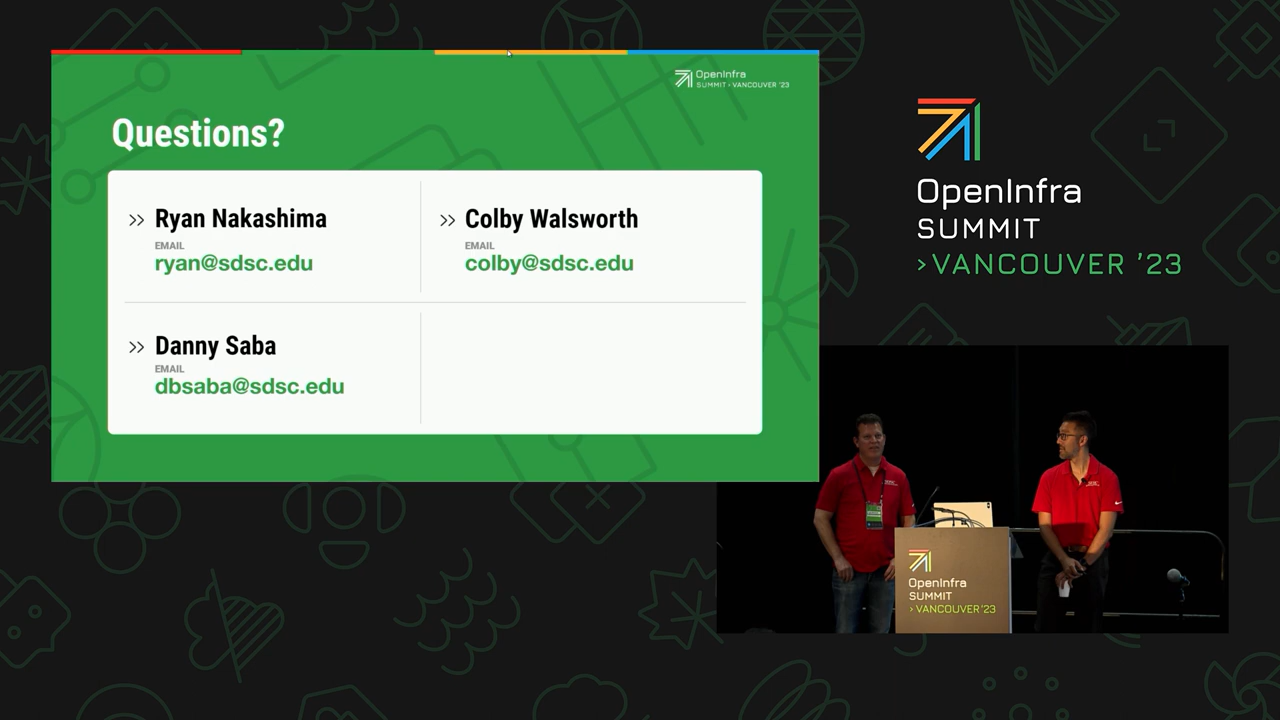 OpenInfra
SUMMIT › VANCOUVER '23
Questions?
›› Ryan Nakashima
EMAIL
ryan@sdsc.edu
›› Colby Walsworth
EMAIL
colby@sdsc.edu
›› Danny Saba
EMAIL
dbsaba@sdsc.edu
OpenInfra
SUMMIT
›VANCOUVER '23
OpenInfra
SUMMIT
› VANCOUVER '23